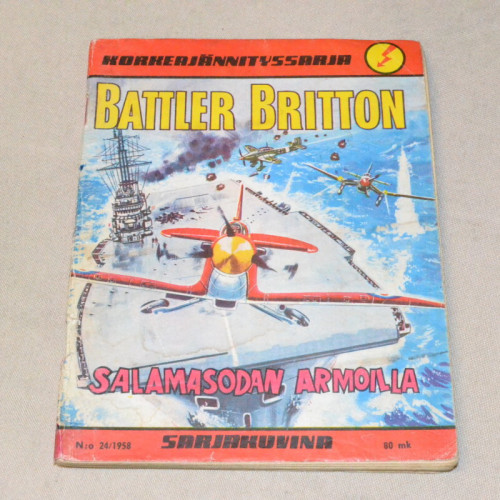 KORKEAJÄNNITYSSARJA
BATTLER BRITTON
SALAMASODAN ARMOILLA
N:o 24/1958 SARJAKUVINA 80 mk